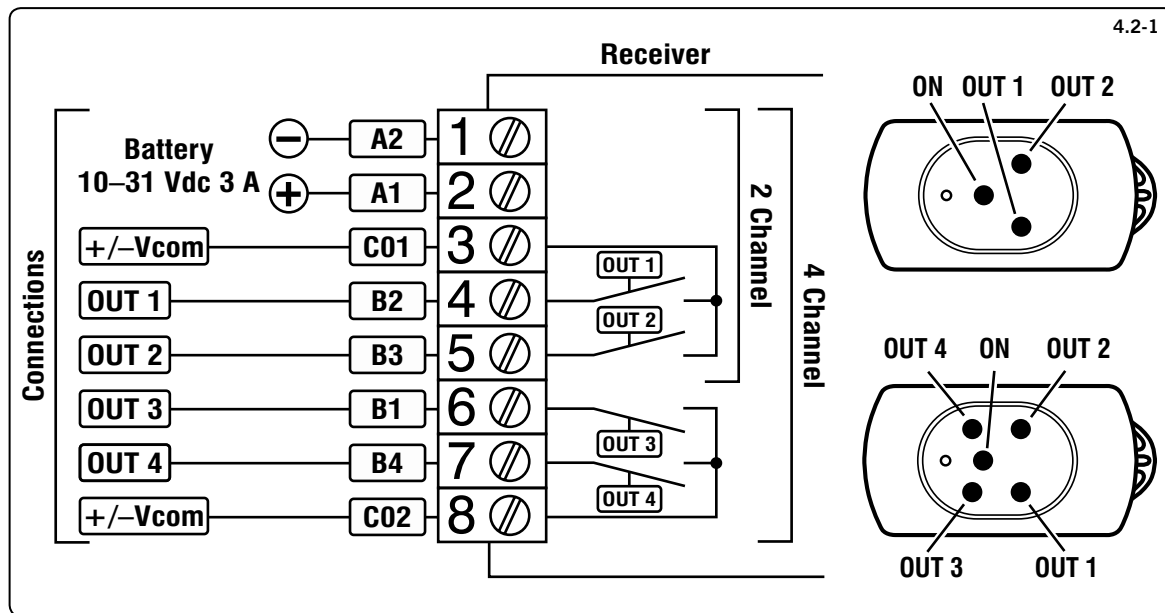 4.2-1
Receiver
Connections
Battery
10–31 Vdc 3 A
− A2 1
+ A1 2
+/−Vcom C01 3
OUT 1 B2 4 OUT 1
OUT 2 B3 5 OUT 2
OUT 3 B1 6 OUT 3
OUT 4 B4 7 OUT 4
+/−Vcom C02 8
2 Channel
4 Channel
ON OUT 1 OUT 2
OUT 4 ON OUT 2
OUT 3 OUT 1